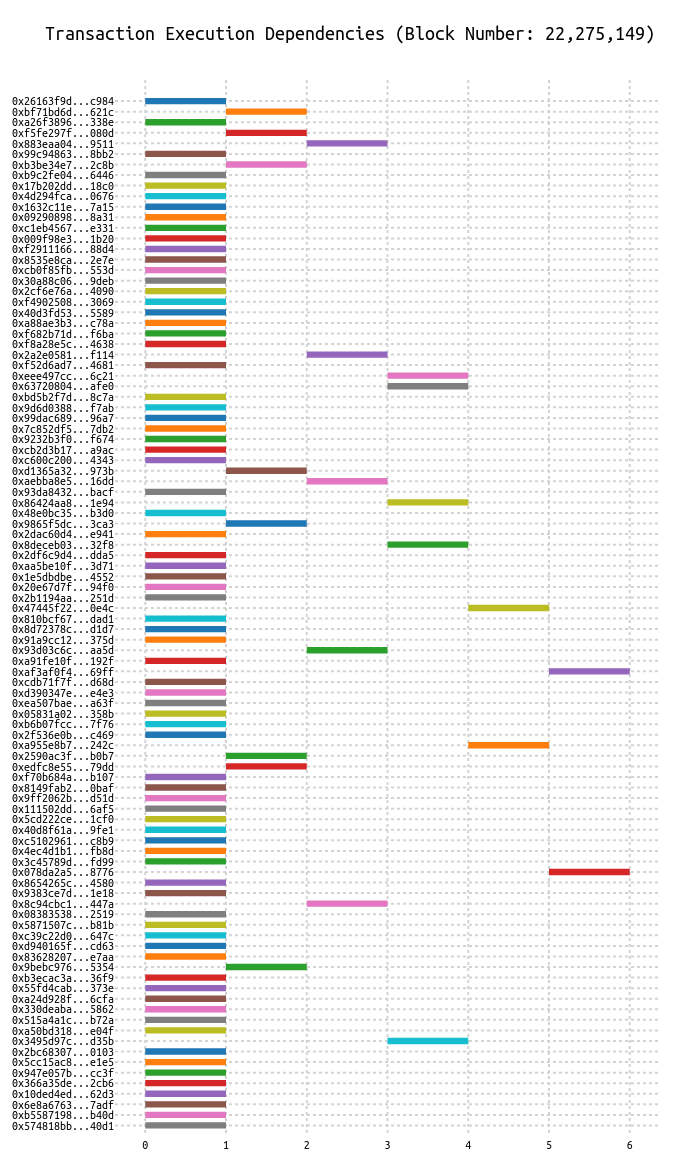 Transaction Execution Dependencies (Block Number: 22,275,149)
0x26163f9d...c984
0xbf71bd6d...621c
0xa26f3896...338e
0xf5fe297f...080d
0x883eaa04...9511
0x99c94863...8bb2
0xb3be34e7...2c8b
0xb9c2fe04...6446
0x17b202dd...18c0
0x4d294fca...0676
0x1632c11e...7a15
0x09290898...8a31
0xc1eb4567...e331
0x009f98e3...1b20
0xf2911166...88d4
0x8535e8ca...2e7e
0xcb0f85fb...553d
0x30a88c06...9deb
0x2cf6e76a...4090
0xf4902508...3069
0x40d3fd53...5589
0xa88ae3b3...c78a
0xf682b71d...f6ba
0xf8a28e5c...4638
0x2a2e0581...f114
0xf52d6ad7...4681
0xeee497cc...6c21
0x63720804...afe0
0xbd5b2f7d...8c7a
0x9d6d0388...f7ab
0x99dac689...96a7
0x7c852df5...7db2
0x9232b3f0...f674
0xcb2d3b17...a9ac
0xc600c200...4343
0xd1365a32...973b
0xaebba8e5...16dd
0x93da8432...bacf
0x86424aa8...1e94
0x48e0bc35...b3d0
0x9865f5dc...3ca3
0x2dac60d4...e941
0x8deceb03...32f8
0x2df6c9d4...dda5
0xaa5be10f...3d71
0x1e5dbdbe...4552
0x20e67d7f...94f0
0x2b1194aa...251d
0x47445f22...0e4c
0x810bcf67...dad1
0x8d72378c...d1d7
0x91a9cc12...375d
0x93d03c6c...aa5d
0xa91fe10f...192f
0xaf3af0f4...69ff
0xcdb71f7f...d68d
0xd390347e...e4e3
0xea507bae...a63f
0x05831a02...358b
0xb6b07fcc...7f76
0x2f536e0b...c469
0xa955e8b7...242c
0x2590ac3f...b0b7
0xedfc8e55...79dd
0xf70b684a...b107
0x8149fab2...0baf
0x9ff2062b...d51d
0x111502dd...6af5
0x5cd222ce...1cf0
0x40d8f61a...9fe1
0xc5102961...c8b9
0x4ec4d1b1...fb8d
0x3c45789d...fd99
0x078da2a5...8776
0x8654265c...4580
0x9383ce7d...1e18
0x8c94cbc1...447a
0x08383538...2519
0x5871507c...b81b
0xc39c22d0...647c
0xd940165f...cd63
0x83628207...e7aa
0x9bebc976...5354
0xb3ecac3a...36f9
0x55fd4cab...373e
0xa24d928f...6cfa
0x330deaba...5862
0x515a4a1c...b72a
0xa50bd318...e04f
0x3495d97c...d35b
0x2bc68307...0103
0x5cc15ac8...e1e5
0x947e057b...cc3f
0x366a35de...2cb6
0x10ded4ed...62d3
0x6e8a6763...7adf
0xb5587198...b40d
0x574818bb...40d1
0 1 2 3 4 5 6